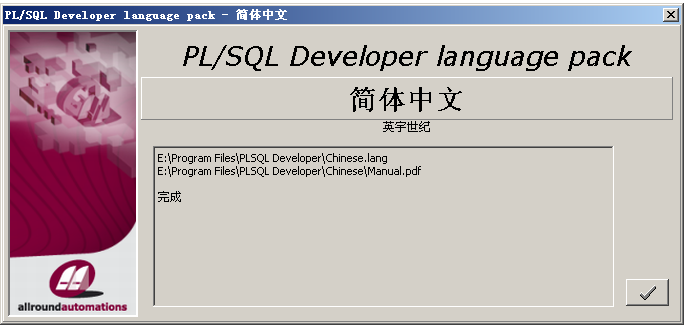 PL/SQL Developer language pack - 简体中文
PL/SQL Developer language pack
简体中文
英宇世纪
E:\Program Files\PLSQL Developer\Chinese.lang
E:\Program Files\PLSQL Developer\Chinese\Manual.pdf
完成
allroundautomations